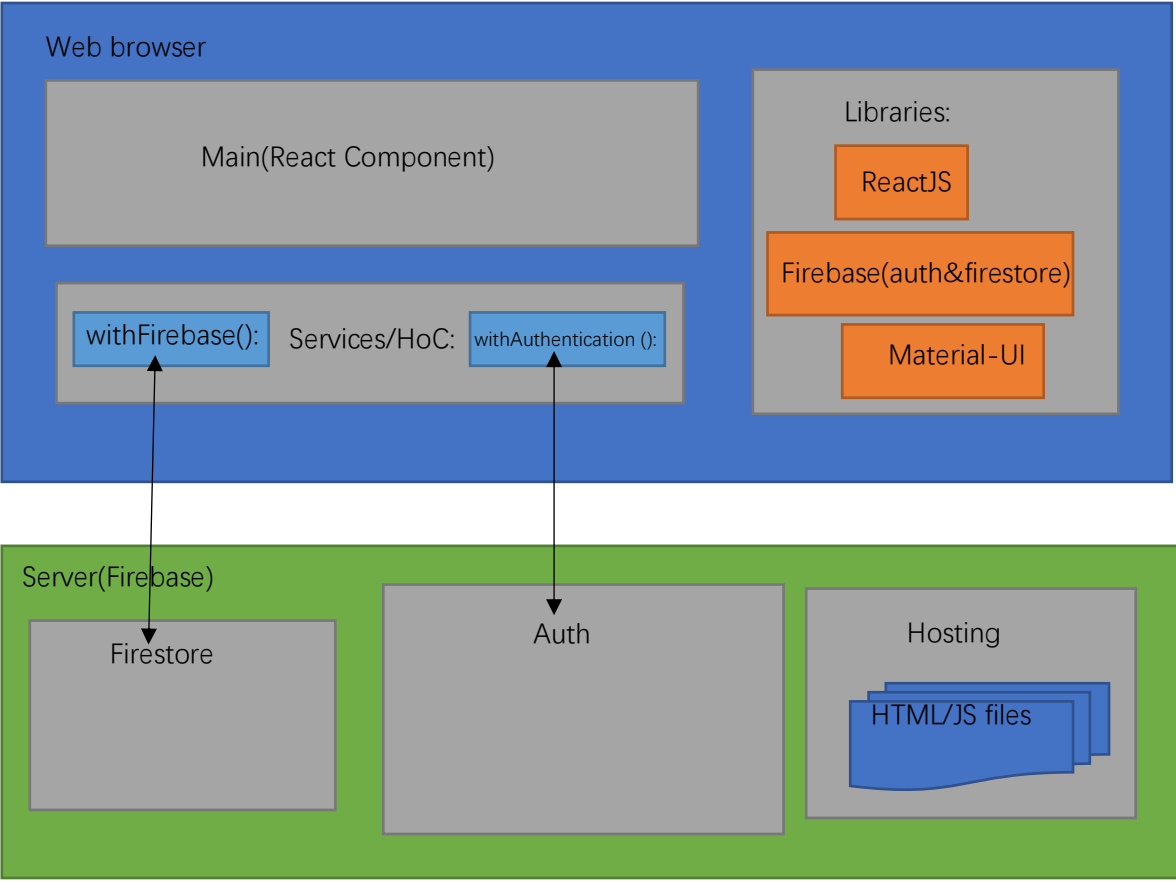 Web browser
Main(React Component)
Libraries:
ReactJS
Firebase(auth&firestore)
Material-UI
withFirebase():
Services/HoC:
withAuthentication ():
Server(Firebase)
Firestore
Auth
Hosting
HTML/JS files